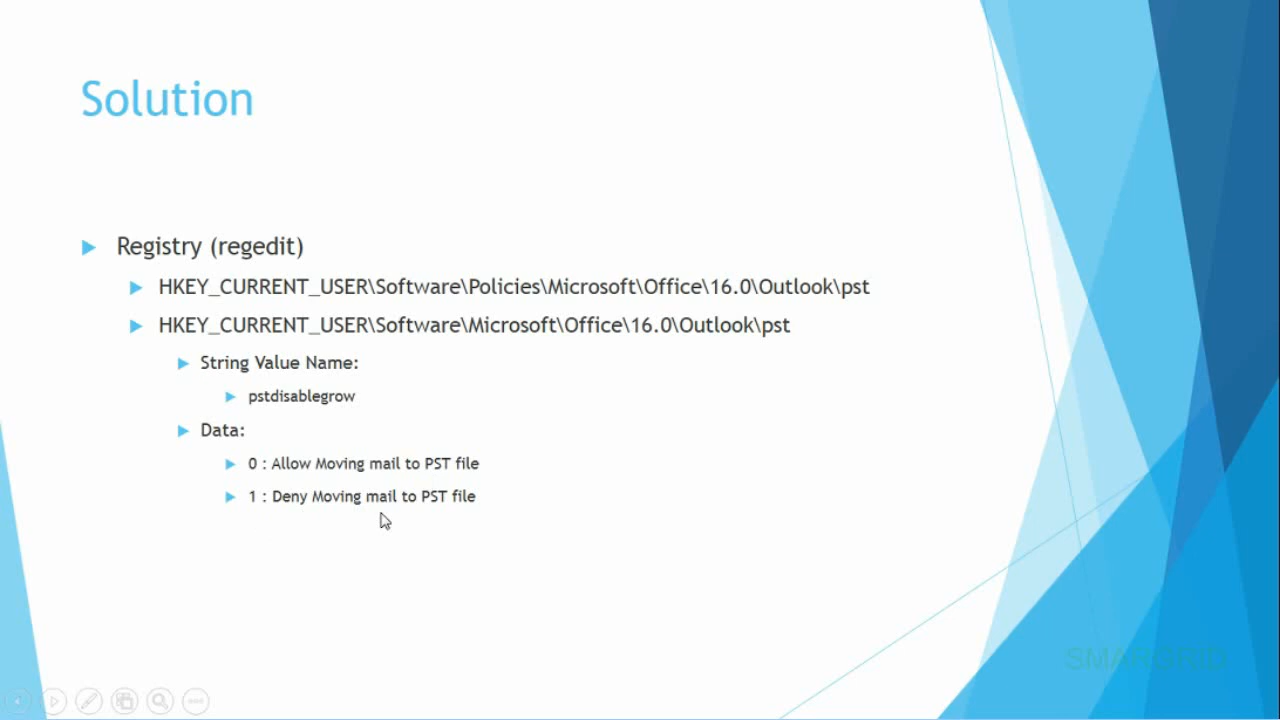 Solution
Registry (regedit)
HKEY_CURRENT_USER\Software\Policies\Microsoft\Office\16.0\Outlook\pst
HKEY_CURRENT_USER\Software\Microsoft\Office\16.0\Outlook\pst
String Value Name:
pstdisablegrow
Data:
0 : Allow Moving mail to PST file
1 : Deny Moving mail to PST file
SMARGRID